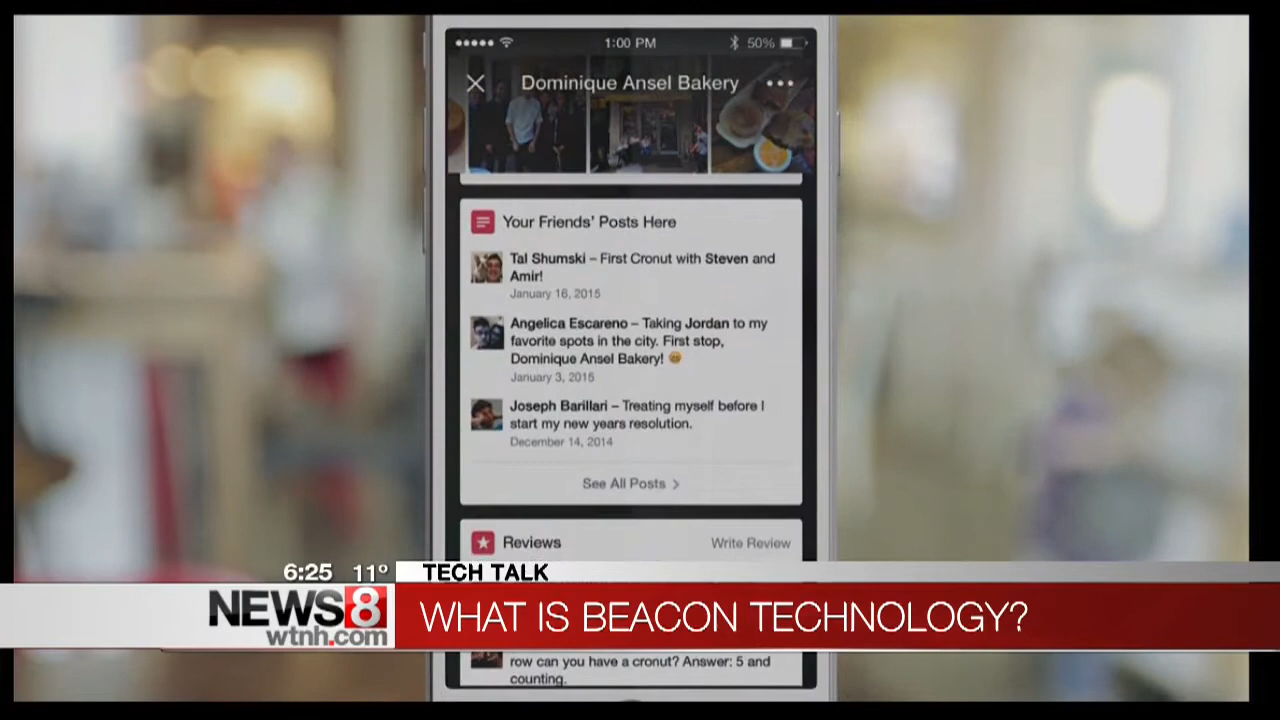 1:00 PM
50%
Dominique Ansel Bakery
Your Friends' Posts Here
Tal Shumski – First Cronut with Steven and
Amir!
January 16, 2015
Angelica Escareno – Taking Jordan to my
favorite spots in the city. First stop,
Dominique Ansel Bakery!
January 3, 2015
Joseph Barillari – Treating myself before I
start my new years resolution.
December 14, 2014
See All Posts >
Reviews
Write Review
6:25 11°
TECH TALK
NEWS 8
wtnh.com
WHAT IS BEACON TECHNOLOGY?
row can you have a cronut? Answer: 5 and
counting.